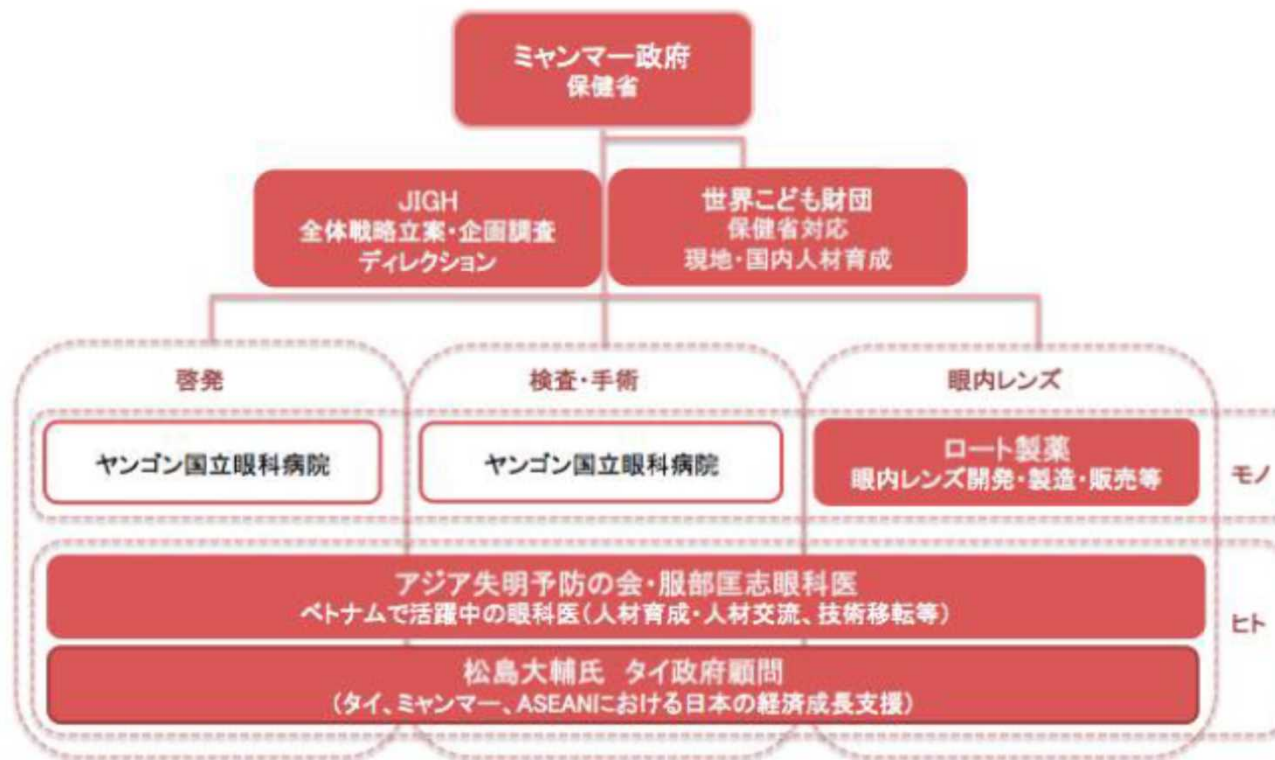 ミャンマー政府
保健省
JIGH
全体戦略立案・企画調査
ディレクション
世界こども財団
保健省対応
現地・国内人材育成
啓発
検査・手術
眼内レンズ
ヤンゴン国立眼科病院
ヤンゴン国立眼科病院
ロート製薬
眼内レンズ開発・製造・販売等
モノ
アジア失明予防の会・服部匡志眼科医
ベトナムで活躍中の眼科医（人材育成・人材交流、技術移転等）
ヒト
松島大輔氏　タイ政府顧問
（タイ、ミャンマー、ASEANにおける日本の経済成長支援）